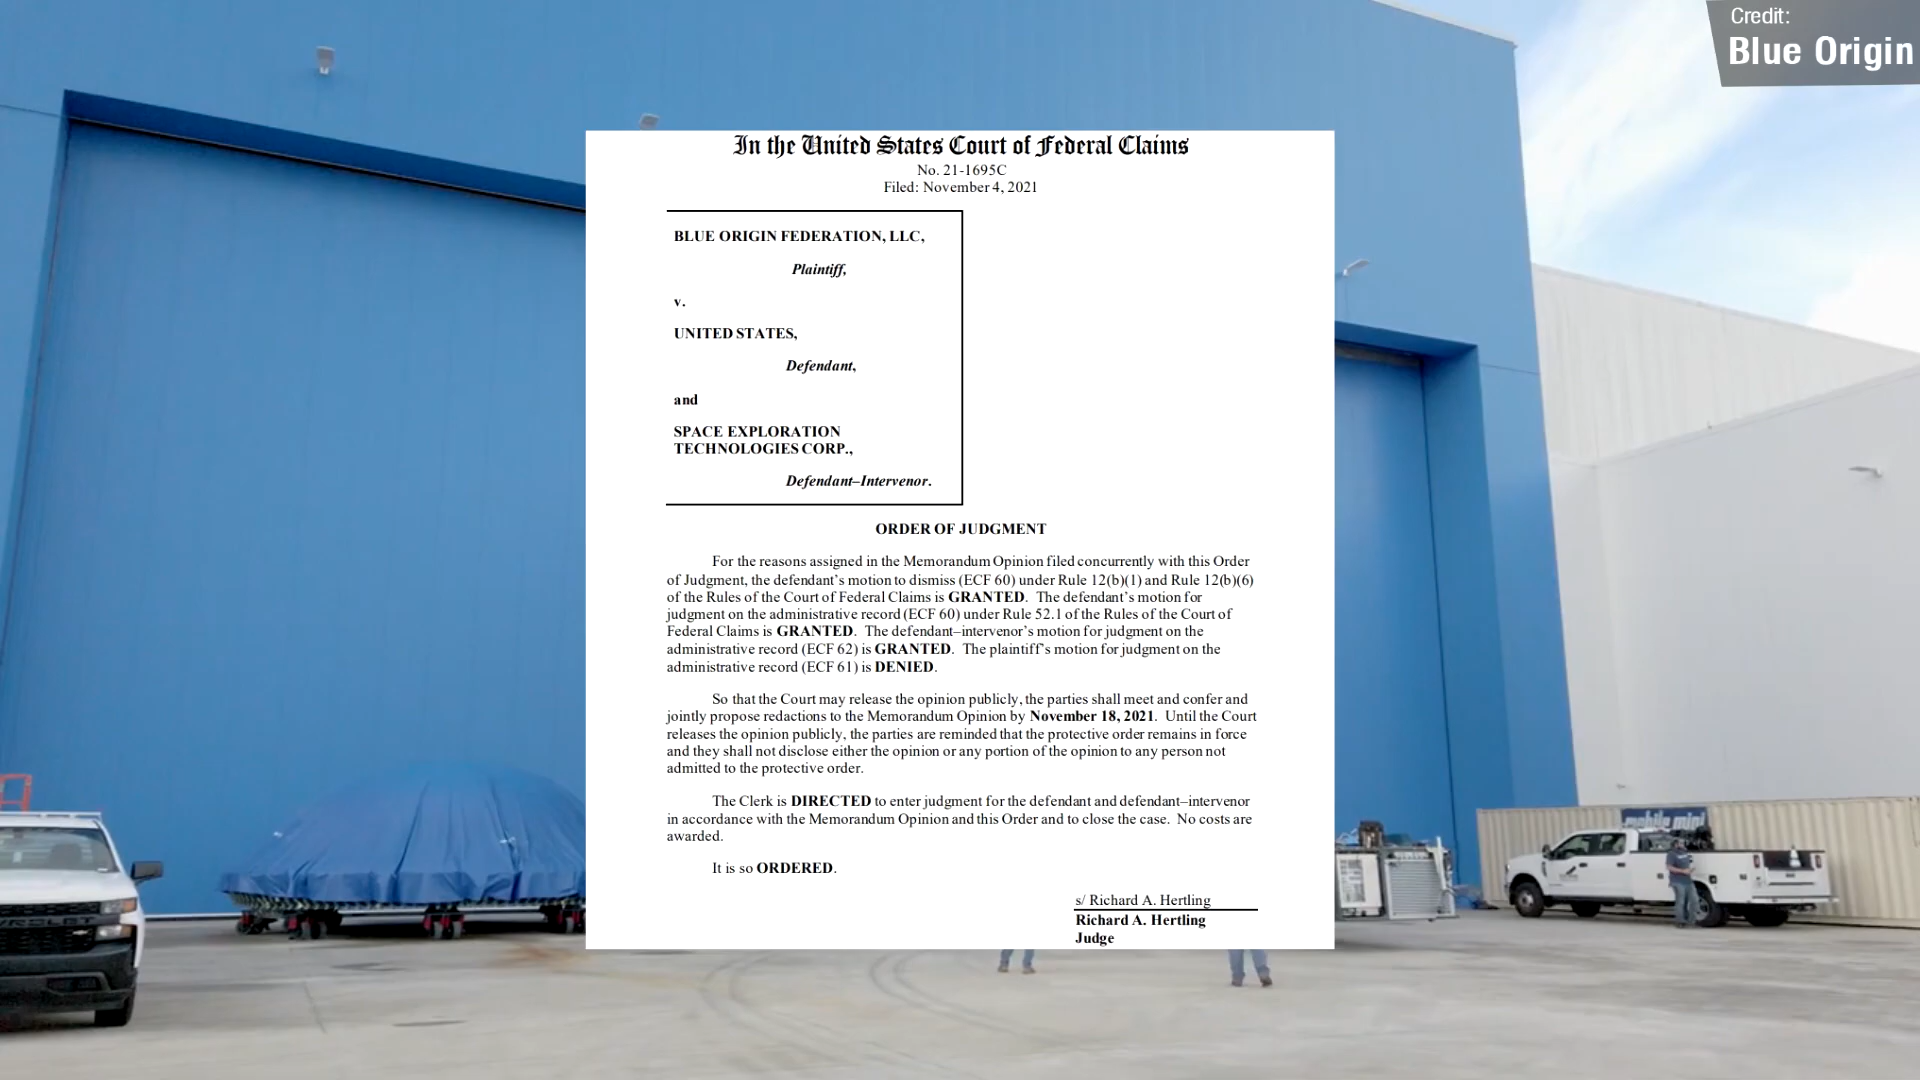 Credit:
Blue Origin
In the United States Court of Federal Claims
No. 21-1695C
Filed: November 4, 2021
BLUE ORIGIN FEDERATION, LLC,
Plaintiff,
v.
UNITED STATES,
Defendant,
and
SPACE EXPLORATION
TECHNOLOGIES CORP.,
Defendant–Intervenor.
ORDER OF JUDGMENT
For the reasons assigned in the Memorandum Opinion filed concurrently with this Order
of Judgment, the defendant's motion to dismiss (ECF 60) under Rule 12(b)(1) and Rule 12(b)(6)
of the Rules of the Court of Federal Claims is GRANTED. The defendant's motion for
judgment on the administrative record (ECF 60) under Rule 52.1 of the Rules of the Court of
Federal Claims is GRANTED. The defendant–intervenor's motion for judgment on the
administrative record (ECF 62) is GRANTED. The plaintiff's motion for judgment on the
administrative record (ECF 61) is DENIED.
So that the Court may release the opinion publicly, the parties shall meet and confer and
jointly propose redactions to the Memorandum Opinion by November 18, 2021. Until the Court
releases the opinion publicly, the parties are reminded that the protective order remains in force
and they shall not disclose either the opinion or any portion of the opinion to any person not
admitted to the protective order.
The Clerk is DIRECTED to enter judgment for the defendant and defendant–intervenor
in accordance with the Memorandum Opinion and this Order and to close the case. No costs are
awarded.
It is so ORDERED.
s/ Richard A. Hertling
Richard A. Hertling
Judge
mobile mini